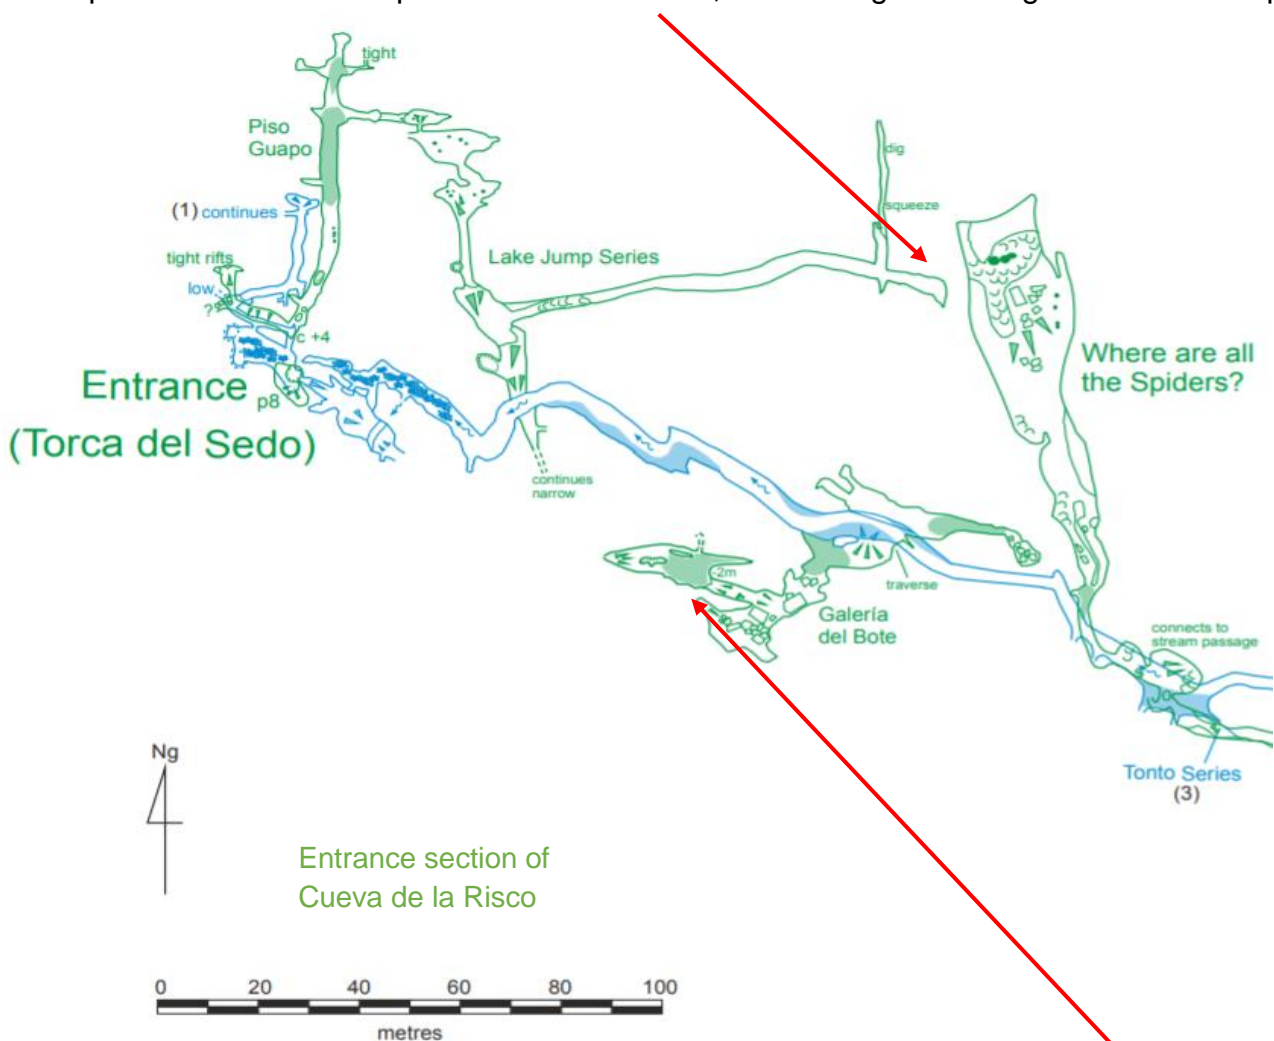 tight
Piso
Guapo
dig
(1) continues
squeeze
tight rifts
Lake Jump Series
low
?
c +4
Where are all
the Spiders?
Entrance
p8
(Torca del Sedo)
continues
narrow
-2m
traverse
Galería
del Bote
connects to
stream passage
Ng
Tonto Series
(3)
Entrance section of
Cueva de la Risco
0 20 40 60 80 100
metres